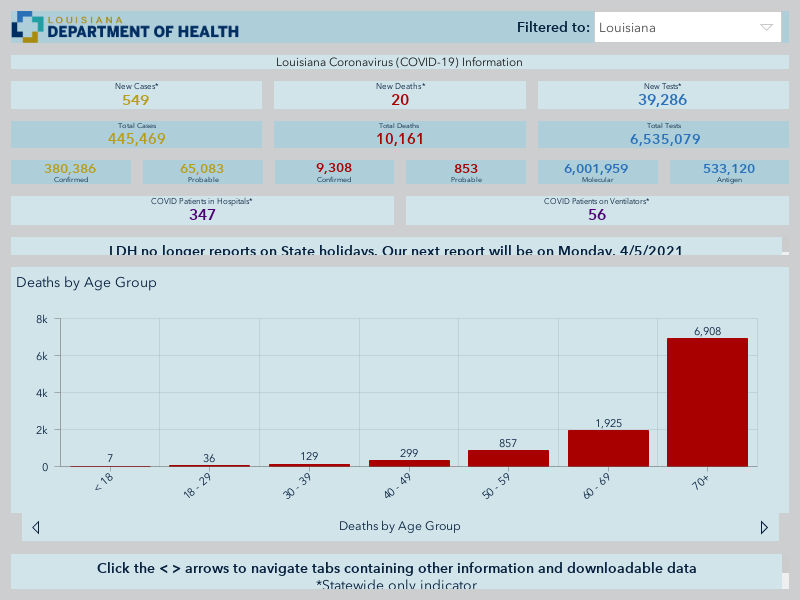 LOUISIANA
DEPARTMENT OF HEALTH
Filtered to: Louisiana
Louisiana Coronavirus (COVID-19) Information
New Cases* New Deaths* New Tests*
549 20 39,286
Total Cases Total Deaths Total Tests
445,469 10,161 6,535,079
380,386 65,083 9,308 853 6,001,959 533,120
Confirmed Probable Confirmed Probable Molecular Antigen
COVID Patients in Hospitals* COVID Patients on Ventilators*
347 56
LDH no longer reports on State holidays. Our next report will be on Monday, 4/5/2021
Deaths by Age Group
8k
6,908
6k
4k
1,925
2k
857
299
129
36
7
0
< 18 18 - 29 30 - 39 40 - 49 50 - 59 60 - 69 70+
Deaths by Age Group
Click the < > arrows to navigate tabs containing other information and downloadable data
*Statewide only indicator